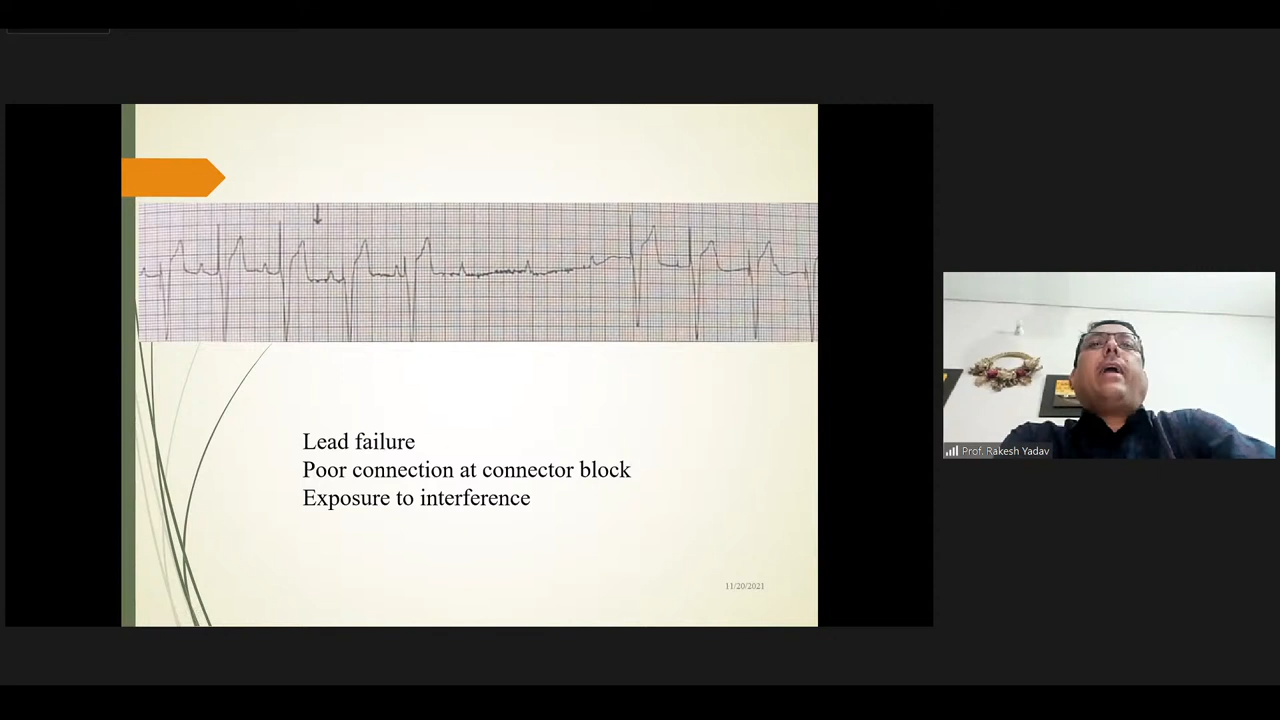 Lead failure
Poor connection at connector block
Exposure to interference
11/20/2021
Prof. Rakesh Yadav